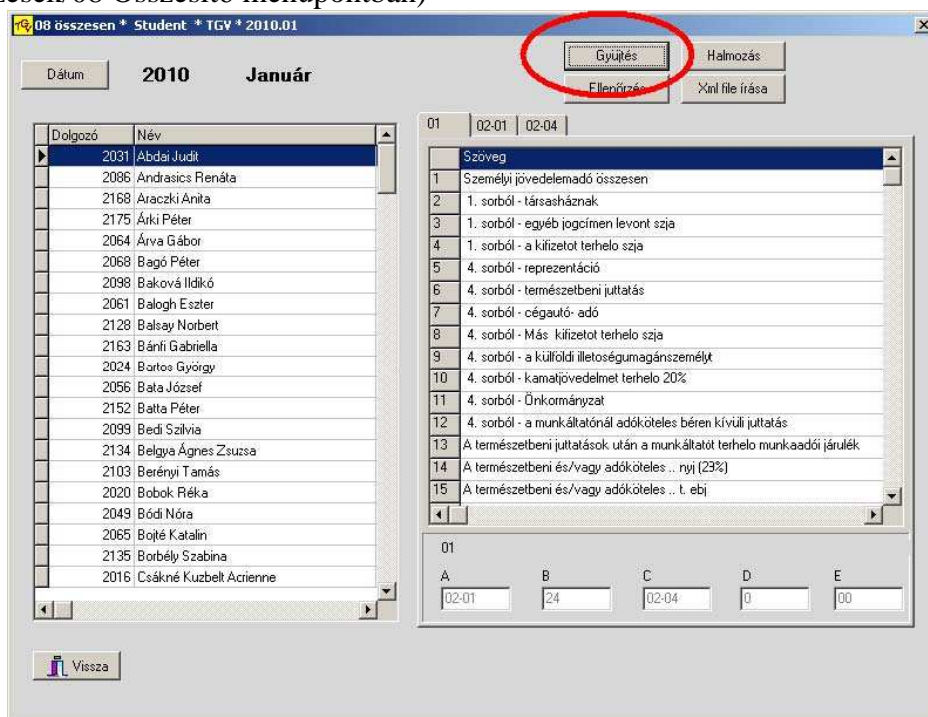 08 Összesítő menüpontban)
08 összesen * Student * TGV * 2010.01
Dátum 2010 Január
Gyüjtés Halmozás
Ellenőrzés Xml file írása
Dolgozó Név
2031 Abdai Judit
2086 Andrasics Renáta
2168 Araczki Anita
2175 Árki Péter
2064 Árva Gábor
2068 Bagó Péter
2098 Baková Ildikó
2061 Balogh Eszter
2128 Balsay Norbert
2163 Bánfi Gabriella
2024 Bartos György
2056 Bata József
2152 Batta Péter
2099 Bedi Szilvia
2134 Belgya Ágnes Zsuzsa
2103 Berényi Tamás
2020 Bobok Réka
2049 Bódi Nóra
2065 Bojté Katalin
2135 Borbély Szabina
2016 Csákné Kuzbelt Acrienne
01 02-01 02-04
Szöveg
1 Személyi jövedelemadó összesen
2 1. sorból - társasháznak
3 1. sorból - egyéb jogcímen levont szja
4 1. sorból - a kifizetot terhelo szja
5 4. sorból - reprezentáció
6 4. sorból - természetbeni juttatás
7 4. sorból - cégautó- adó
8 4. sorból - Más kifizetot terhelo szja
9 4. sorból - a külföldi illetoségumagánszemélyt
10 4. sorból - kamatjövedelmet terhelo 20%
11 4. sorból - Önkormányzat
12 4. sorból - a munkáltatónál adóköteles béren kívüli juttatás
13 A természetbeni juttatások után a munkáltatót terhelo munkaadói járulék
14 A természetbeni és/vagy adóköteles .. nyj (23%)
15 A természetbeni és/vagy adóköteles .. t. ebj
01
A B C D E
02-01 24 02-04 0 00
Vissza